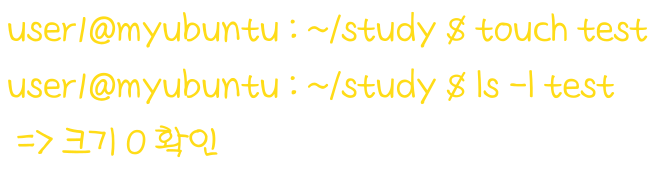 user1@myubuntu : ~/study $ touch test
user1@myubuntu : ~/study $ ls -l test
=> 크기 0 확인